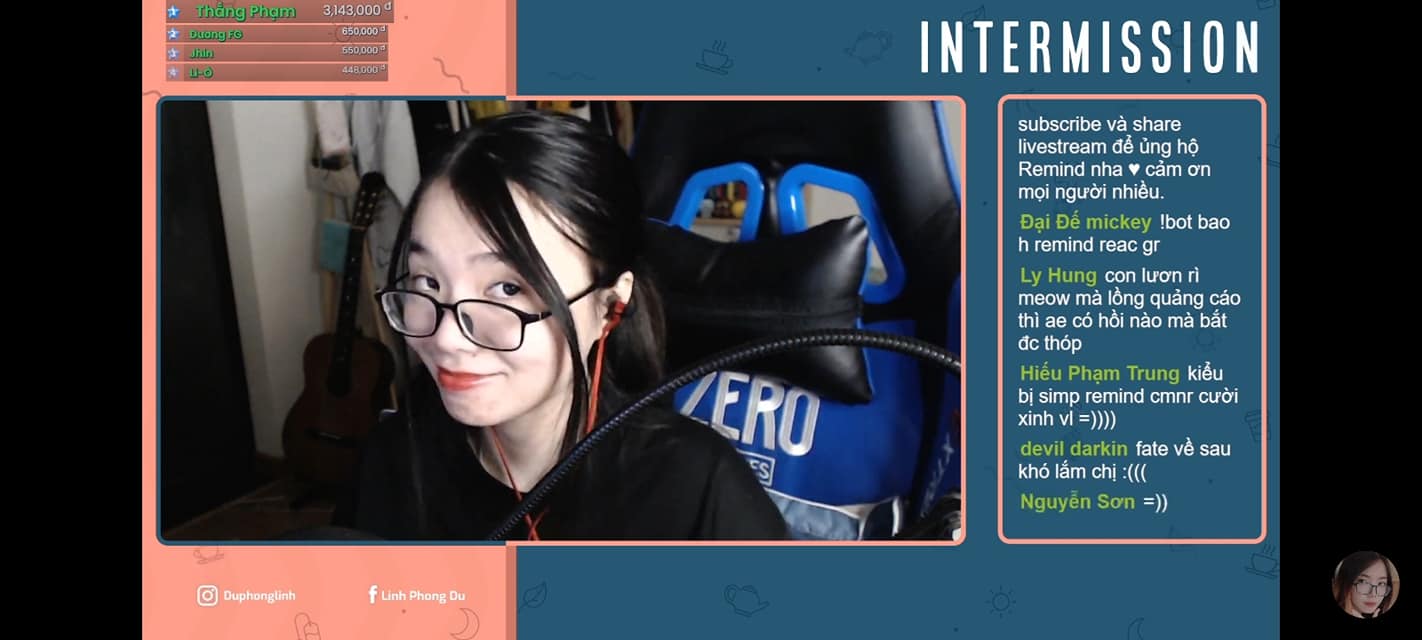 Thắng Phạm 3,143,000 đ
Dương FG 650,000 đ
Jhin 550,000 đ
Li-Ờ 448,000 đ
INTERMISSION
subscribe và share
livestream để ủng hộ
Remind nha ♥ cảm ơn
mọi người nhiều.
Đại Đế mickey !bot bao
h remind reac gr
Ly Hung con lươn rì
meow mà lồng quảng cáo
thì ae có hồi nào mà bắt
đc thóp
Hiếu Phạm Trung kiểu
bị simp remind cmnr cười
xinh vl =))))
devil darkin fate về sau
khó lắm chị :(((
Nguyễn Sơn =))
ZERO
Duphonglinh
Linh Phong Du